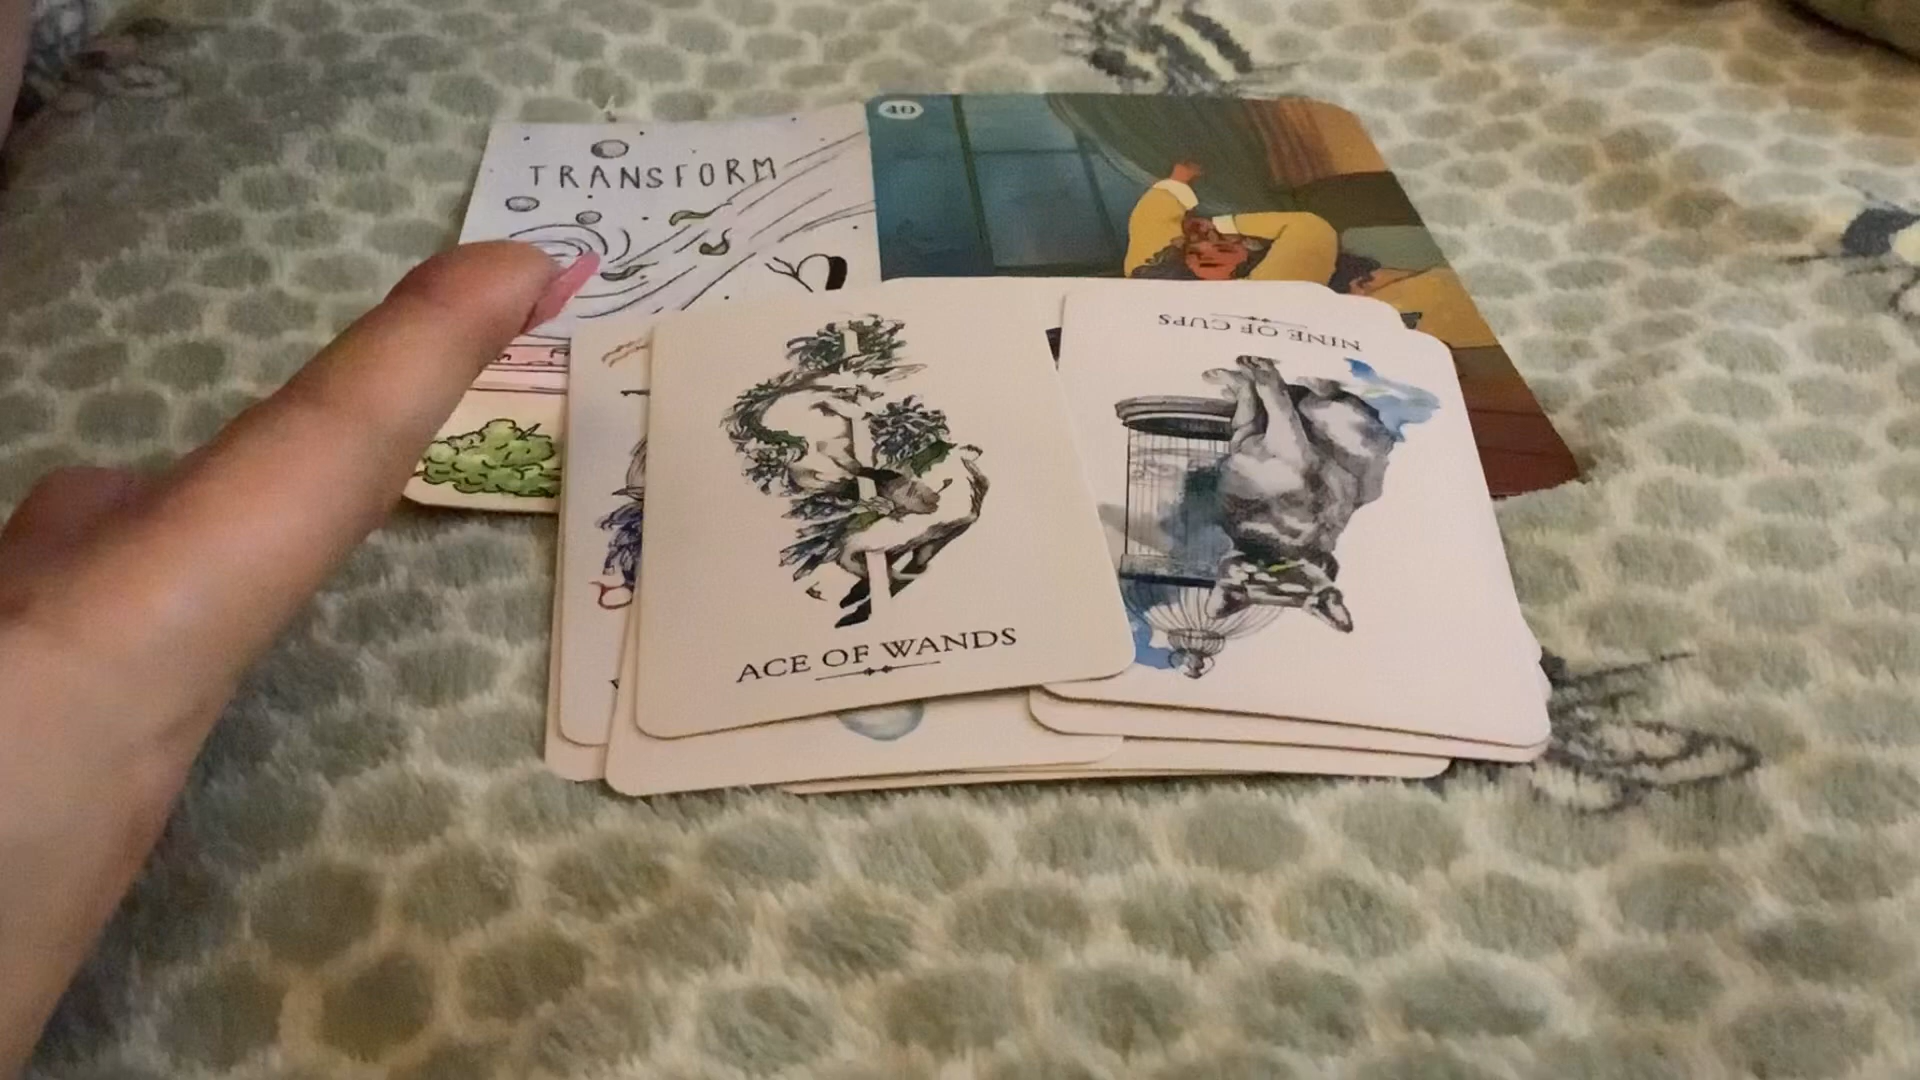 40
TRANSFORM
NINE OF CUPS
ACE OF WANDS